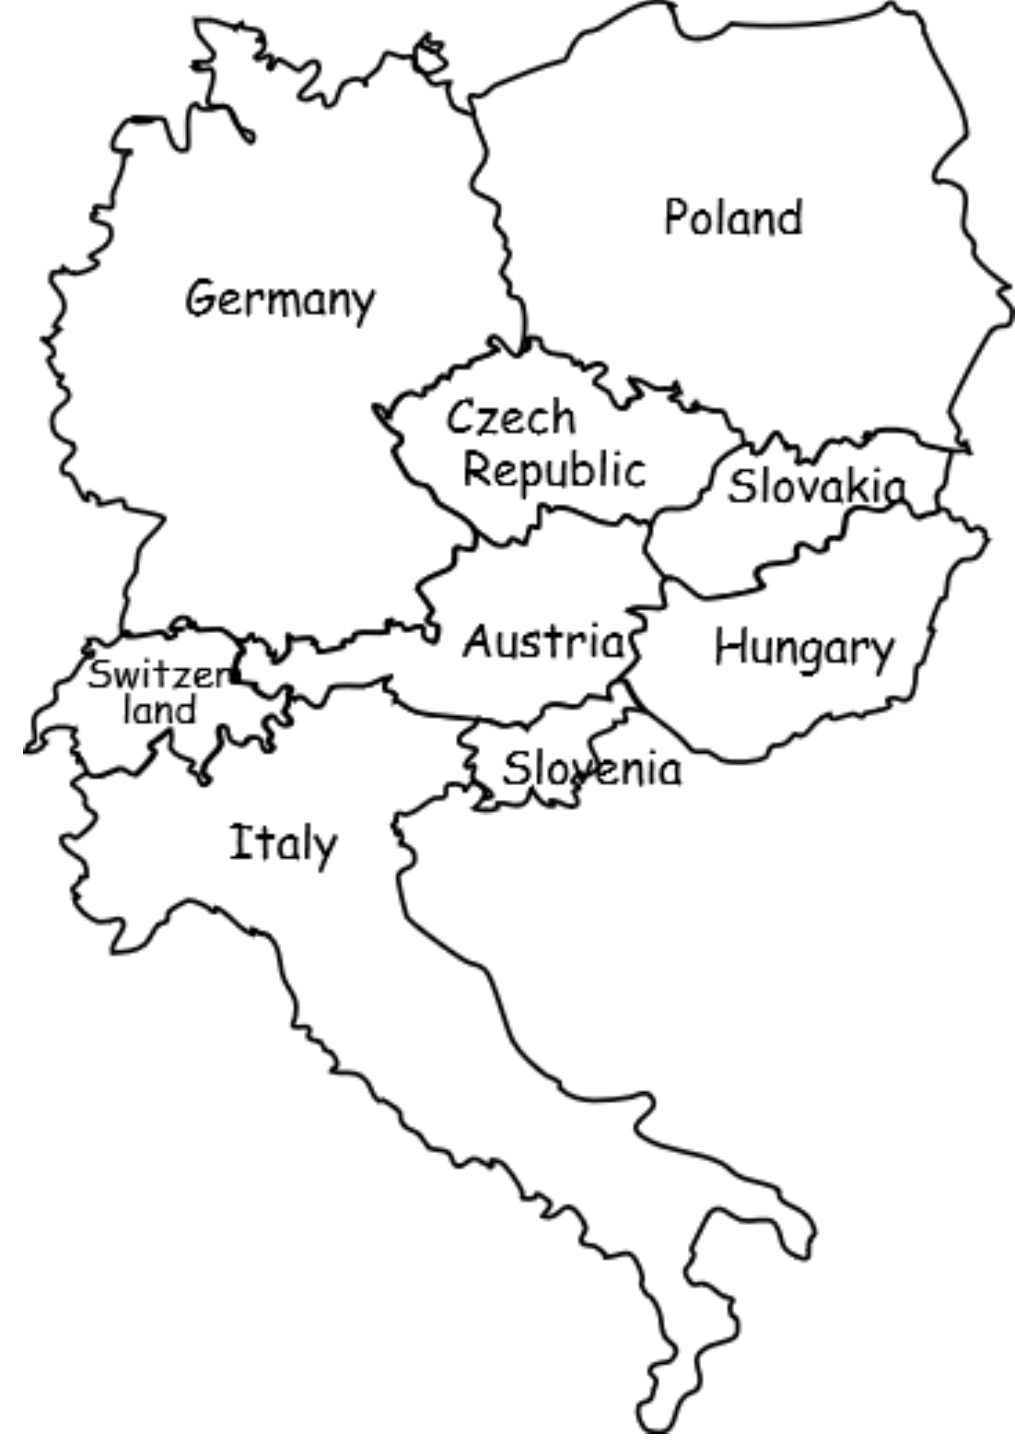 Poland
Germany
Czech
Republic
Slovakia
Austria
Hungary
Switzer
land
Slovenia
Italy